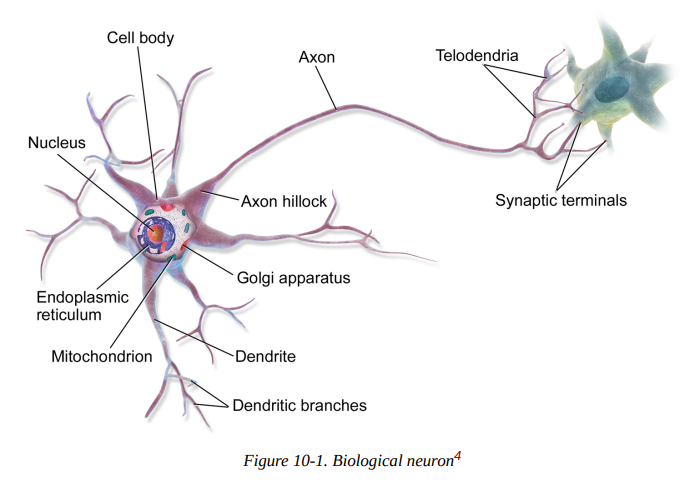 Cell body
Axon
Telodendria
Nucleus
Axon hillock
Synaptic terminals
Golgi apparatus
Endoplasmic
reticulum
Mitochondrion
Dendrite
Dendritic branches
Figure 10-1. Biological neuron4